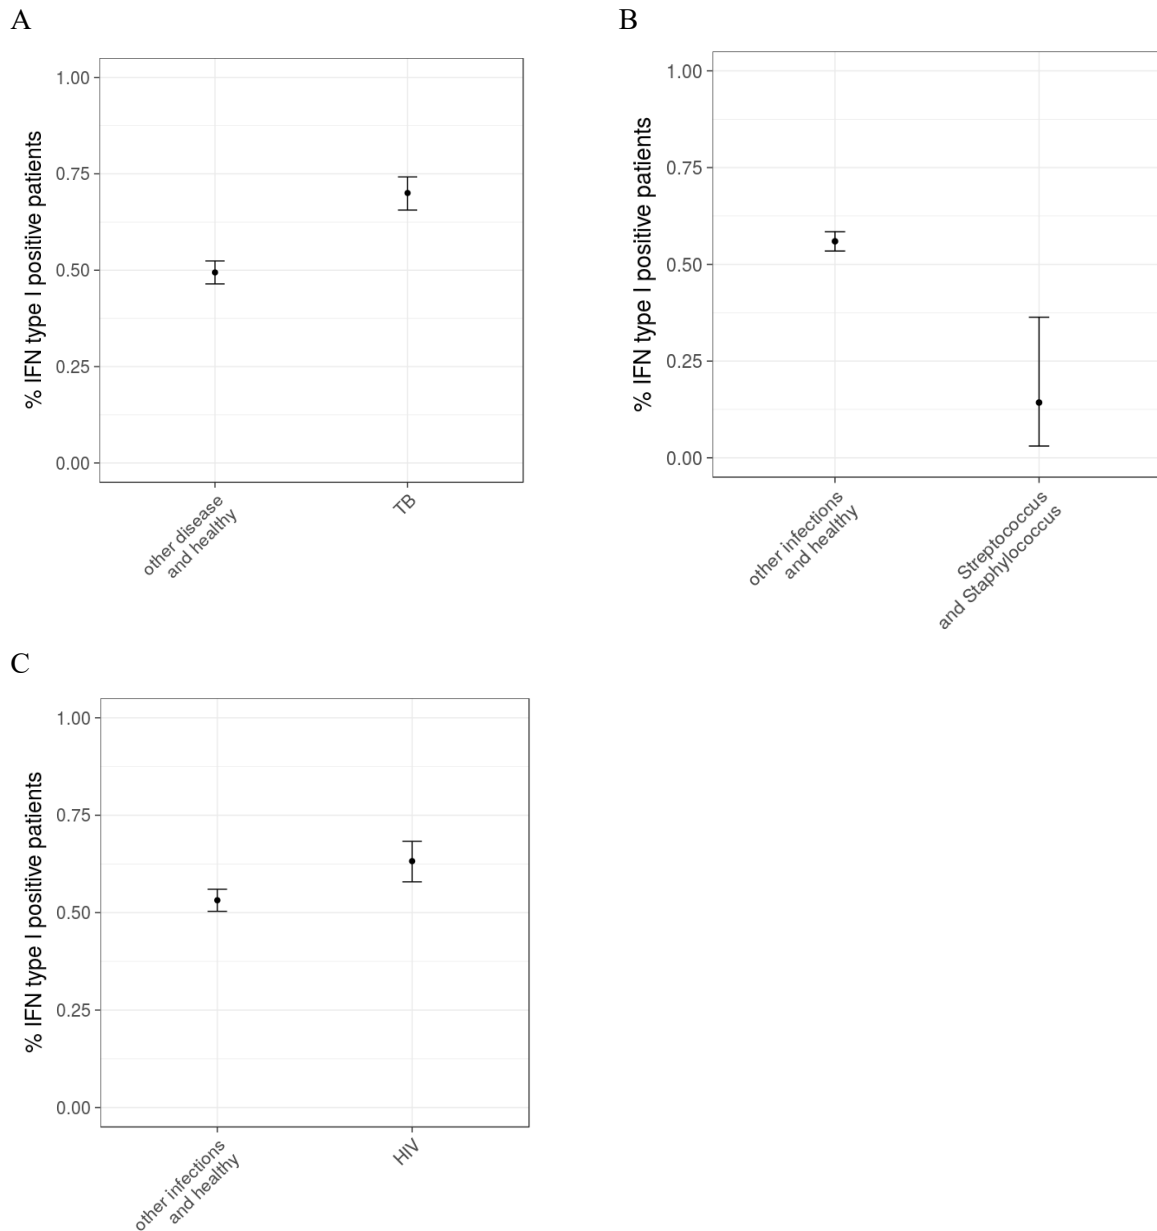 A
% IFN type I positive patients
1.00
0.75
0.50
0.25
0.00
other disease
and healthy
TB
B
% IFN type I positive patients
1.00
0.75
0.50
0.25
0.00
other infections
and healthy
Streptococcus
and Staphylococcus
C
% IFN type I positive patients
1.00
0.75
0.50
0.25
0.00
other infections
and healthy
HIV